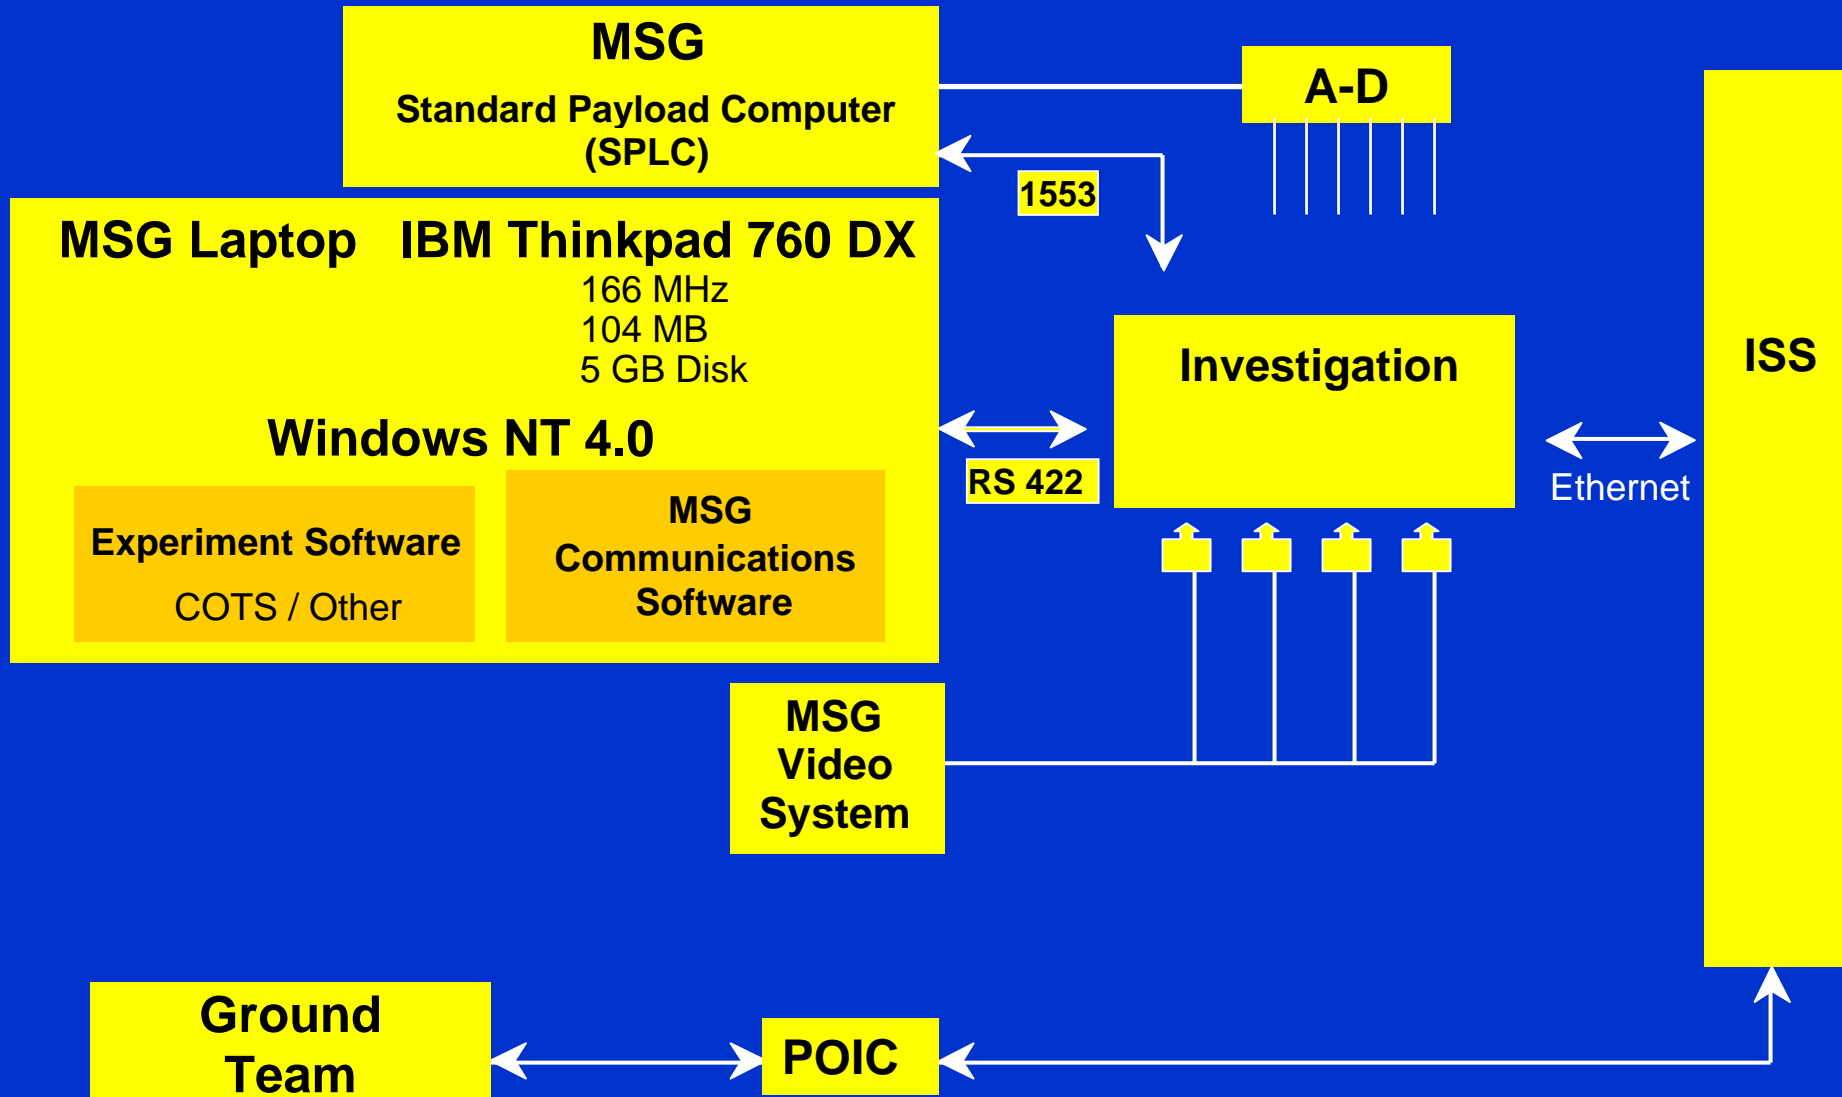 MSG
Standard Payload Computer
(SPLC)
A-D
1553
MSG Laptop IBM Thinkpad 760 DX
166 MHz
104 MB
5 GB Disk
Windows NT 4.0
Experiment Software
COTS / Other
MSG
Communications
Software
RS 422
Investigation
Ethernet
ISS
MSG
Video
System
Ground
Team
POIC